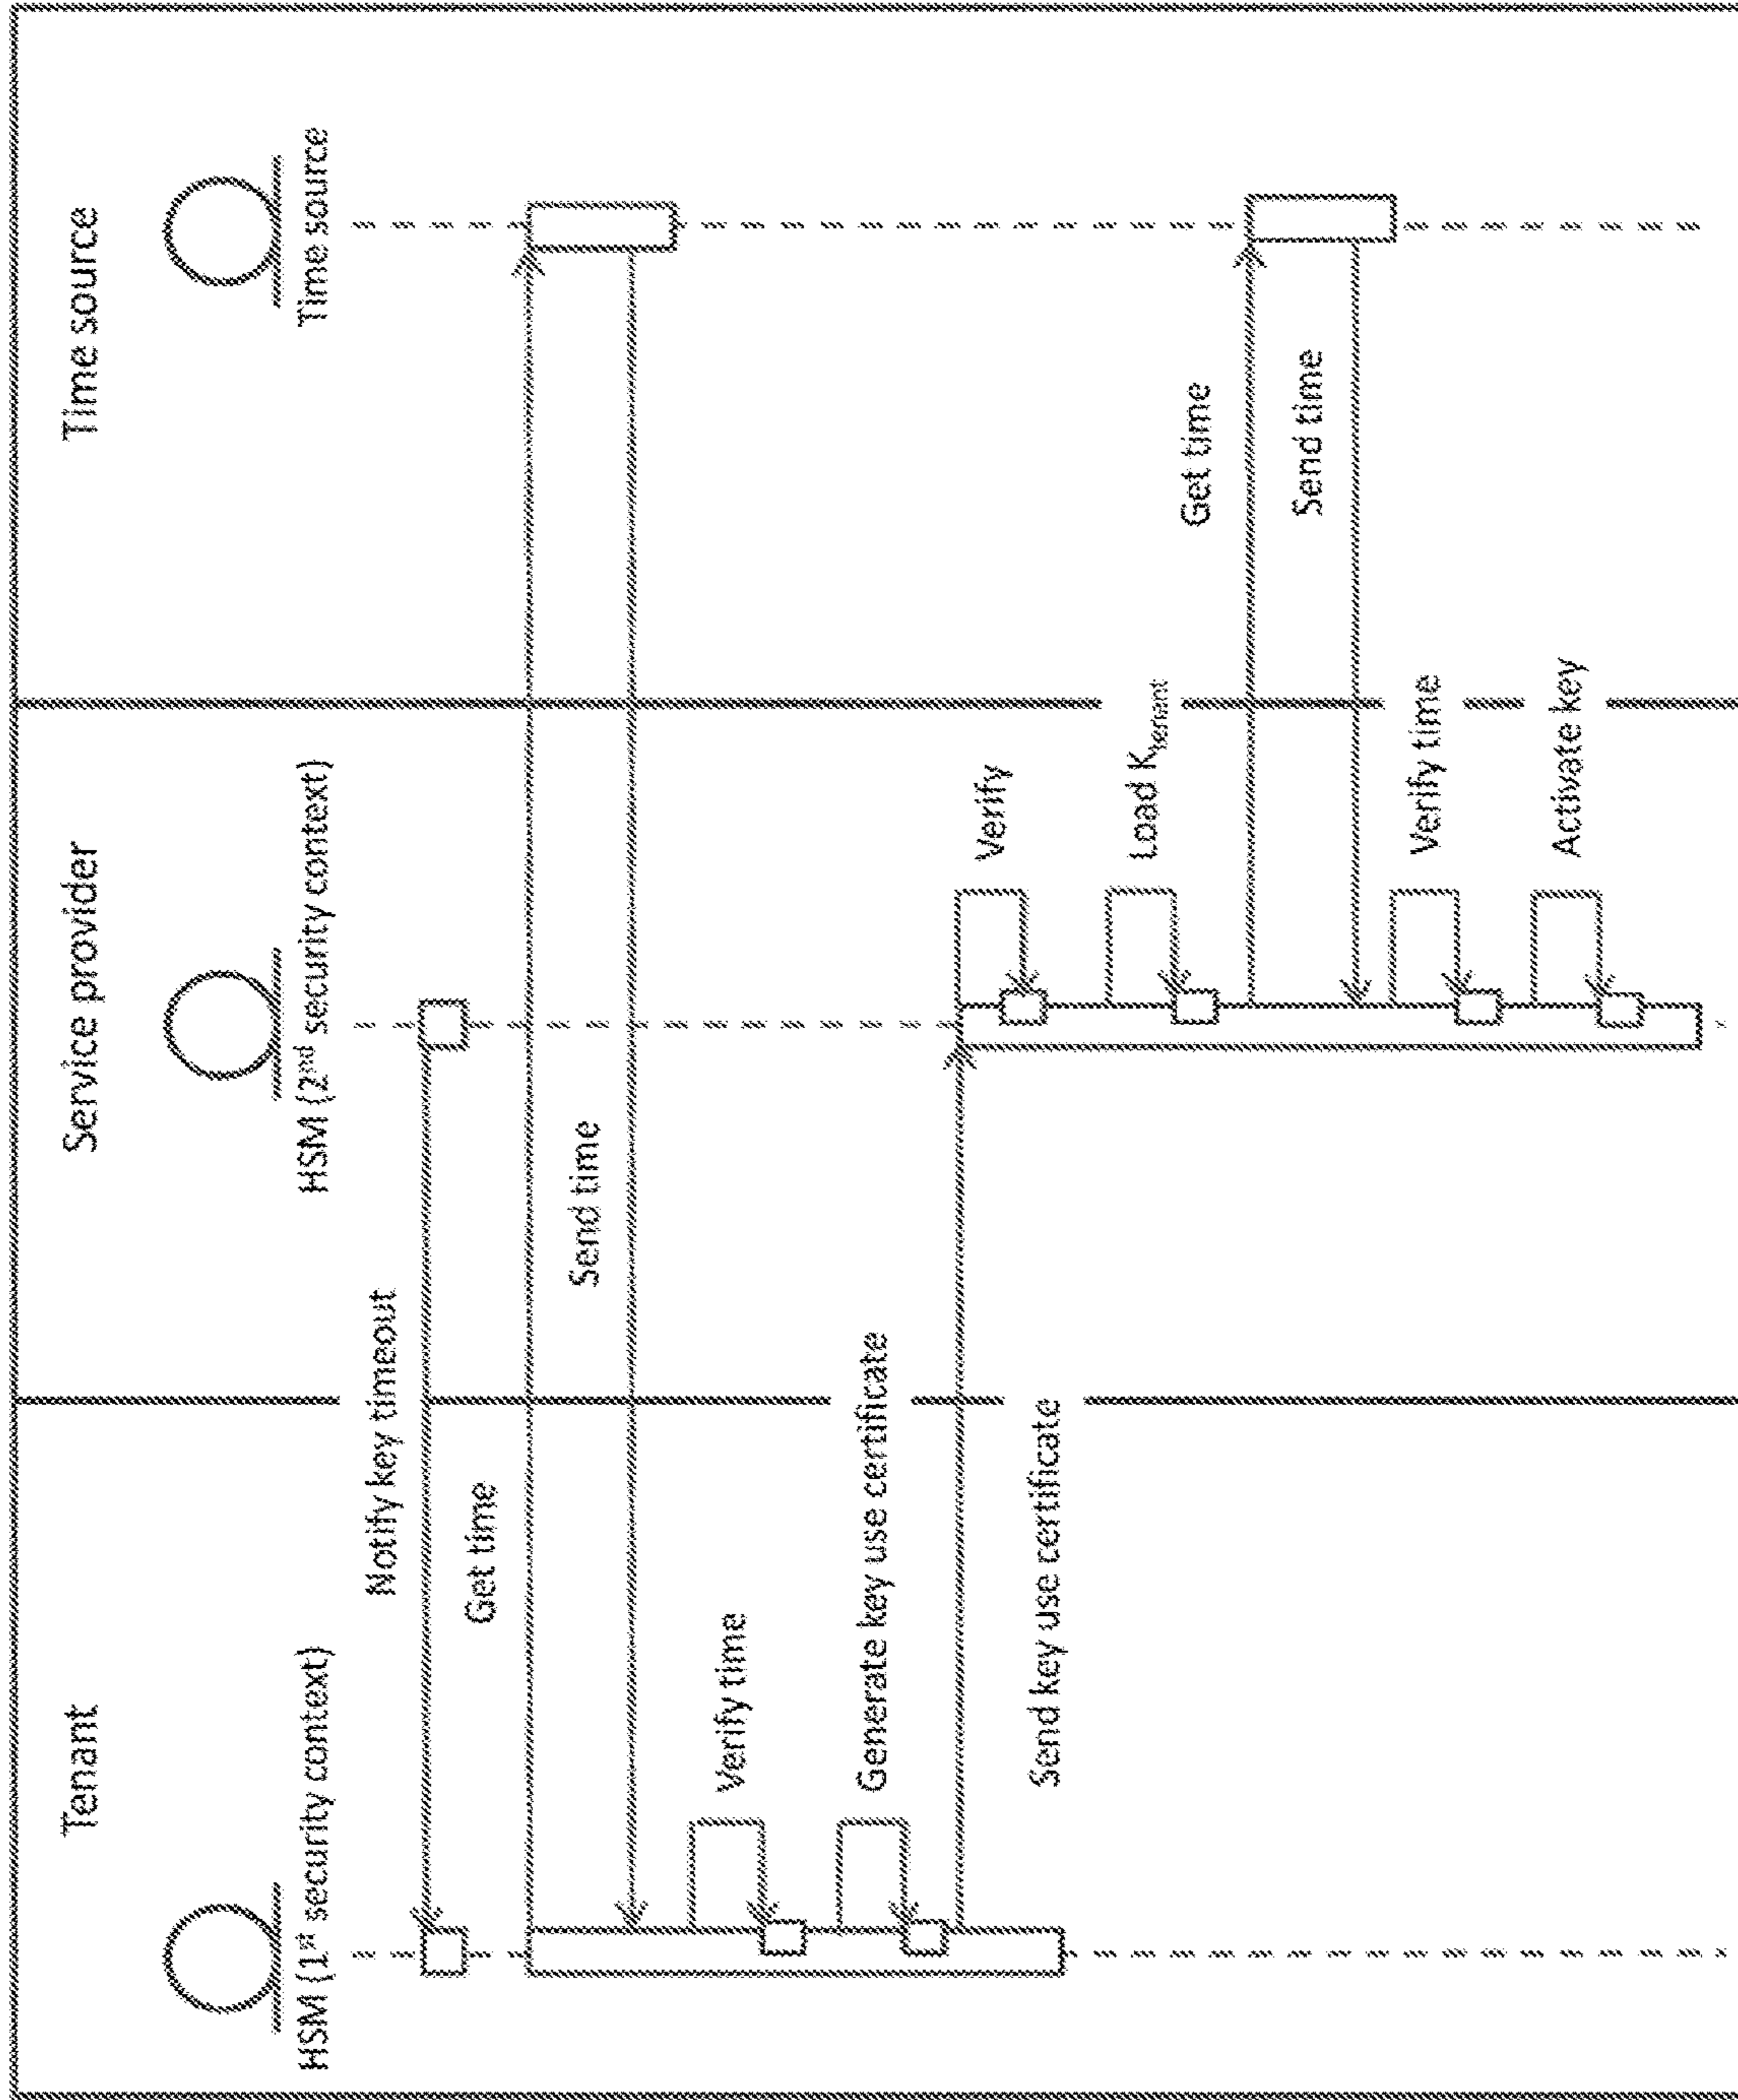 Tenant
Service provider
Time source
HSM (1st security context)
HSM (2nd security context)
Time source
Notify key timeout
Get time
Send time
Verify time
Generate key use certificate
Send key use certificate
Verify
Load Ktenant
Get time
Send time
Verify time
Activate key